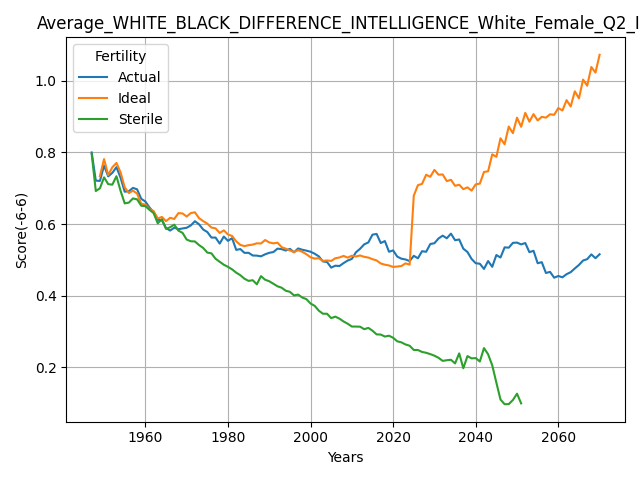 Average_WHITE_BLACK_DIFFERENCE_INTELLIGENCE_White_Female_Q2_I
Fertility
Actual
Ideal
Sterile
Score(-6-6)
1.0
0.8
0.6
0.4
0.2
1960
1980
2000
2020
2040
2060
Years